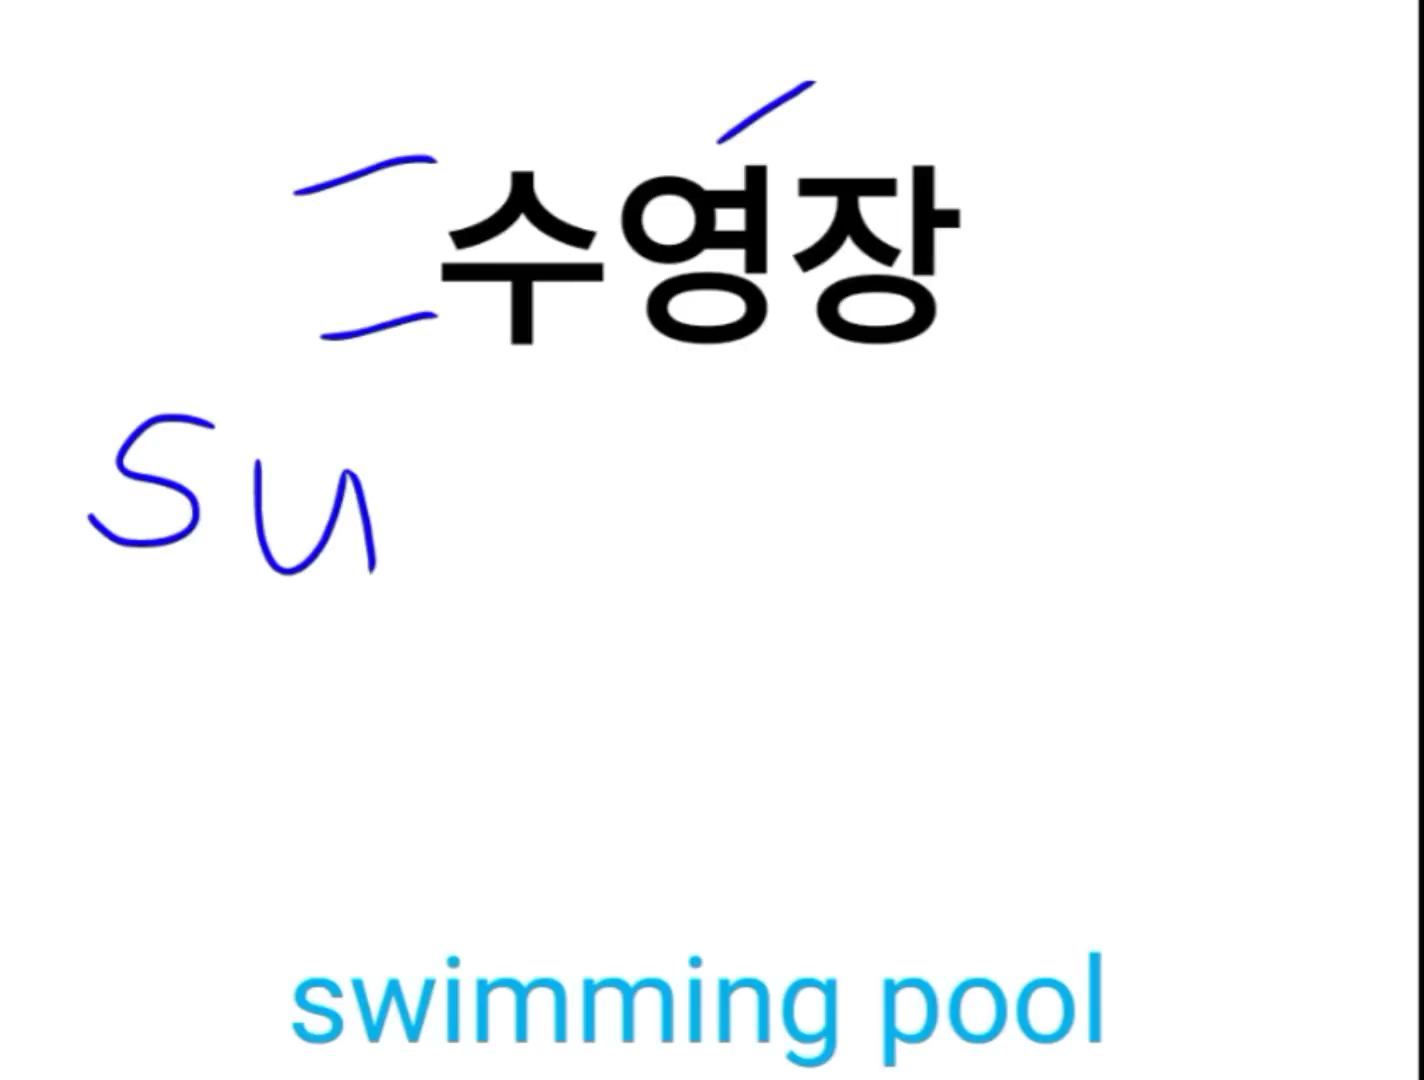 수영장
su
swimming pool